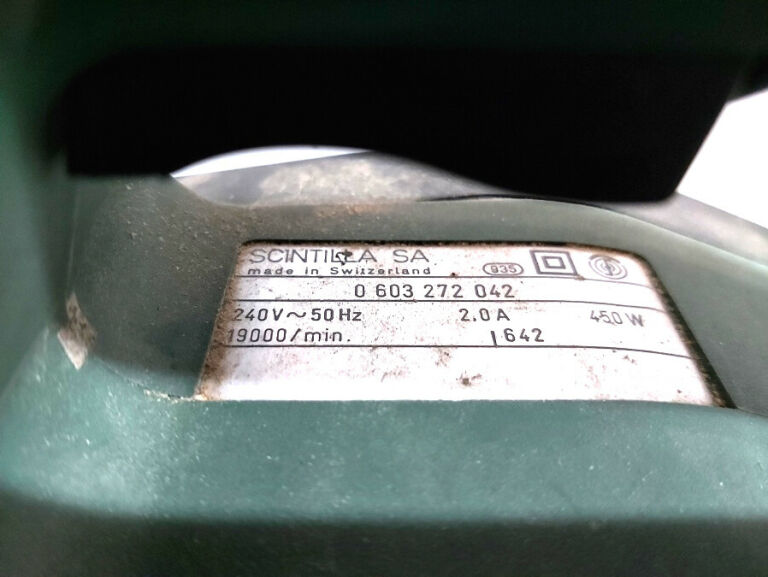 SCINTILLA SA
made in Switzerland 935
0 603 272 042
240V~50Hz 2.0A 450W
19000/min. 642